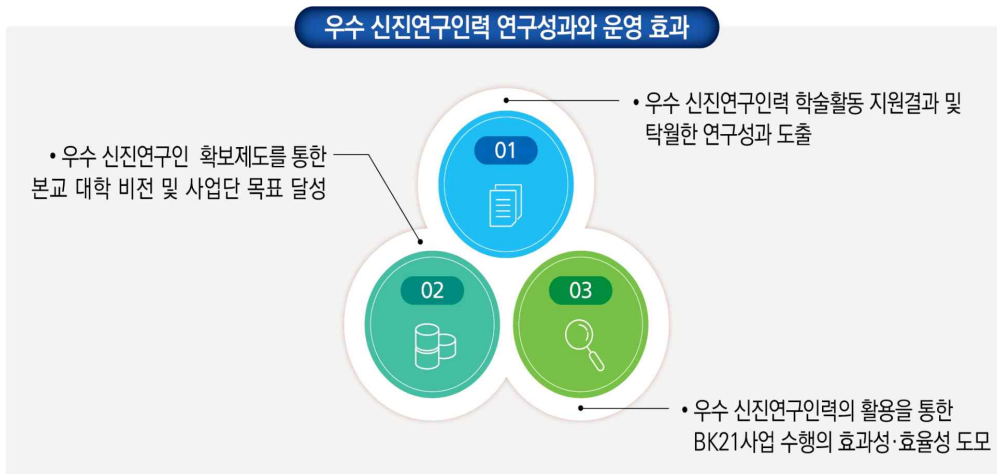 우수 신진연구인력 연구성과와 운영 효과
• 우수 신진연구인력 학술활동 지원결과 및
탁월한 연구성과 도출
01
• 우수 신진연구인 확보제도를 통한
본교 대학 비전 및 사업단 목표 달성
02
03
• 우수 신진연구인력의 활용을 통한
BK21사업 수행의 효과성·효율성 도모